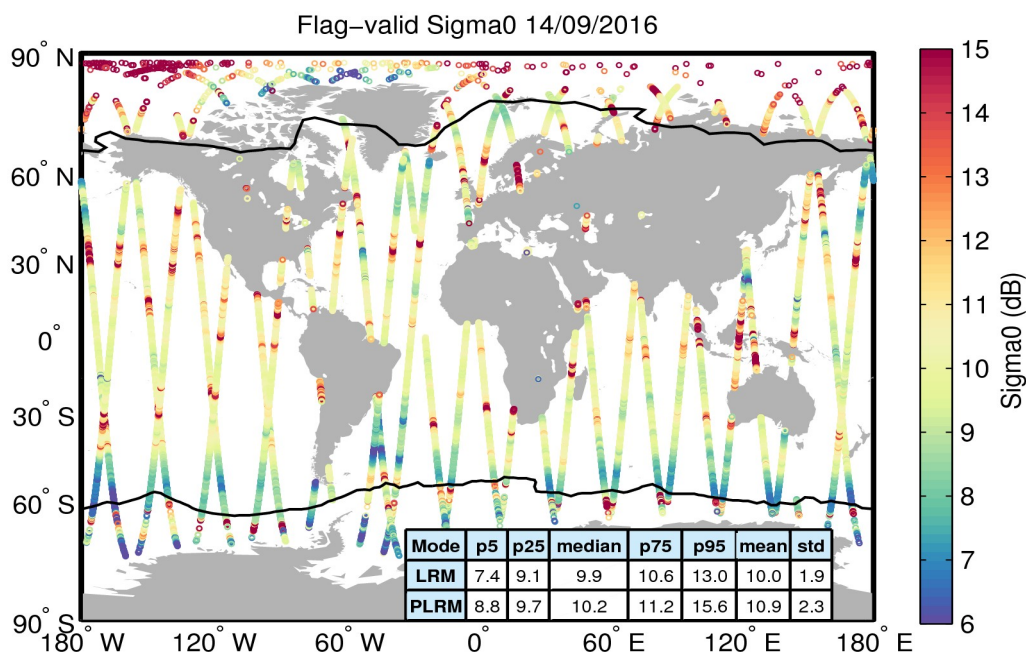 Flag−valid Sigma0 14/09/2016
90° N
60° N
30° N
0°
30° S
60° S
90° S
180° W
120° W
60° W
0°
60° E
120° E
180° E
Mode p5 p25 median p75 p95 mean std
LRM 7.4 9.1 9.9 10.6 13.0 10.0 1.9
PLRM 8.8 9.7 10.2 11.2 15.6 10.9 2.3
15
14
13
12
11
10
9
8
7
6
Sigma0 (dB)